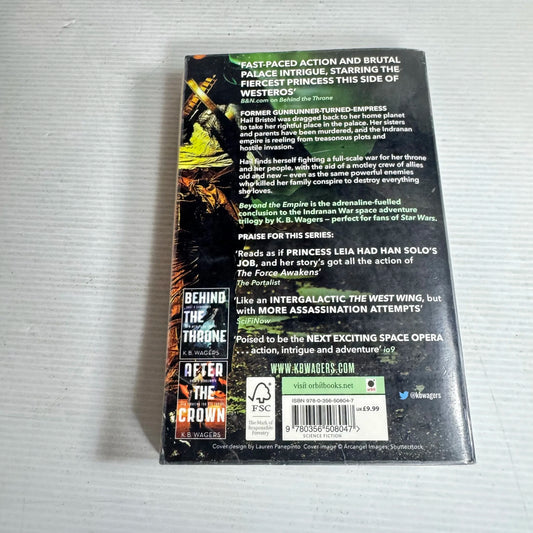 'FAST-PACED ACTION AND BRUTAL
PALACE INTRIGUE, STARRING THE
FIERCEST PRINCESS THIS SIDE OF
WESTEROS'
B&N.com on Behind the Throne
FORMER GUNRUNNER-TURNED-EMPRESS
Hail Bristol was dragged back to her home planet
to take her rightful place in the palace. Her sisters
and parents have been murdered, and the Indranan
empire is reeling from treasonous plots and
hostile invasion.
Hail finds herself fighting a full-scale war for her throne
and her people, with the aid of a motley crew of allies
old and new – even as the same powerful enemies
who killed her family conspire to destroy everything
she loves.
Beyond the Empire is the adrenaline-fuelled
conclusion to the Indranan War space adventure
trilogy by K. B. Wagers – perfect for fans of Star Wars.
PRAISE FOR THIS SERIES:
'Reads as if PRINCESS LEIA HAD HAN SOLO'S
JOB, and her story's got all the action of
The Force Awakens'
The Portalist
'Like an INTERGALACTIC THE WEST WING, but
with MORE ASSASSINATION ATTEMPTS'
SciFiNow
'Poised to be the NEXT EXCITING SPACE OPERA
. . . action, intrigue and adventure' io9
BEHIND
THE
THRONE
K. B. WAGERS
AFTER
THE
CROWN
K. B. WAGERS
WWW.KBWAGERS.COM
FSC
The Mark of
Responsible
Forestry
visit orbitbooks.net
ISBN 978-0-356-50804-7
UK £9.99
9 780356 508047 >
SCIENCE FICTION
@kbwagers
Cover design by Lauren Panepinto Cover image © Arcangel Images; Shutterstock